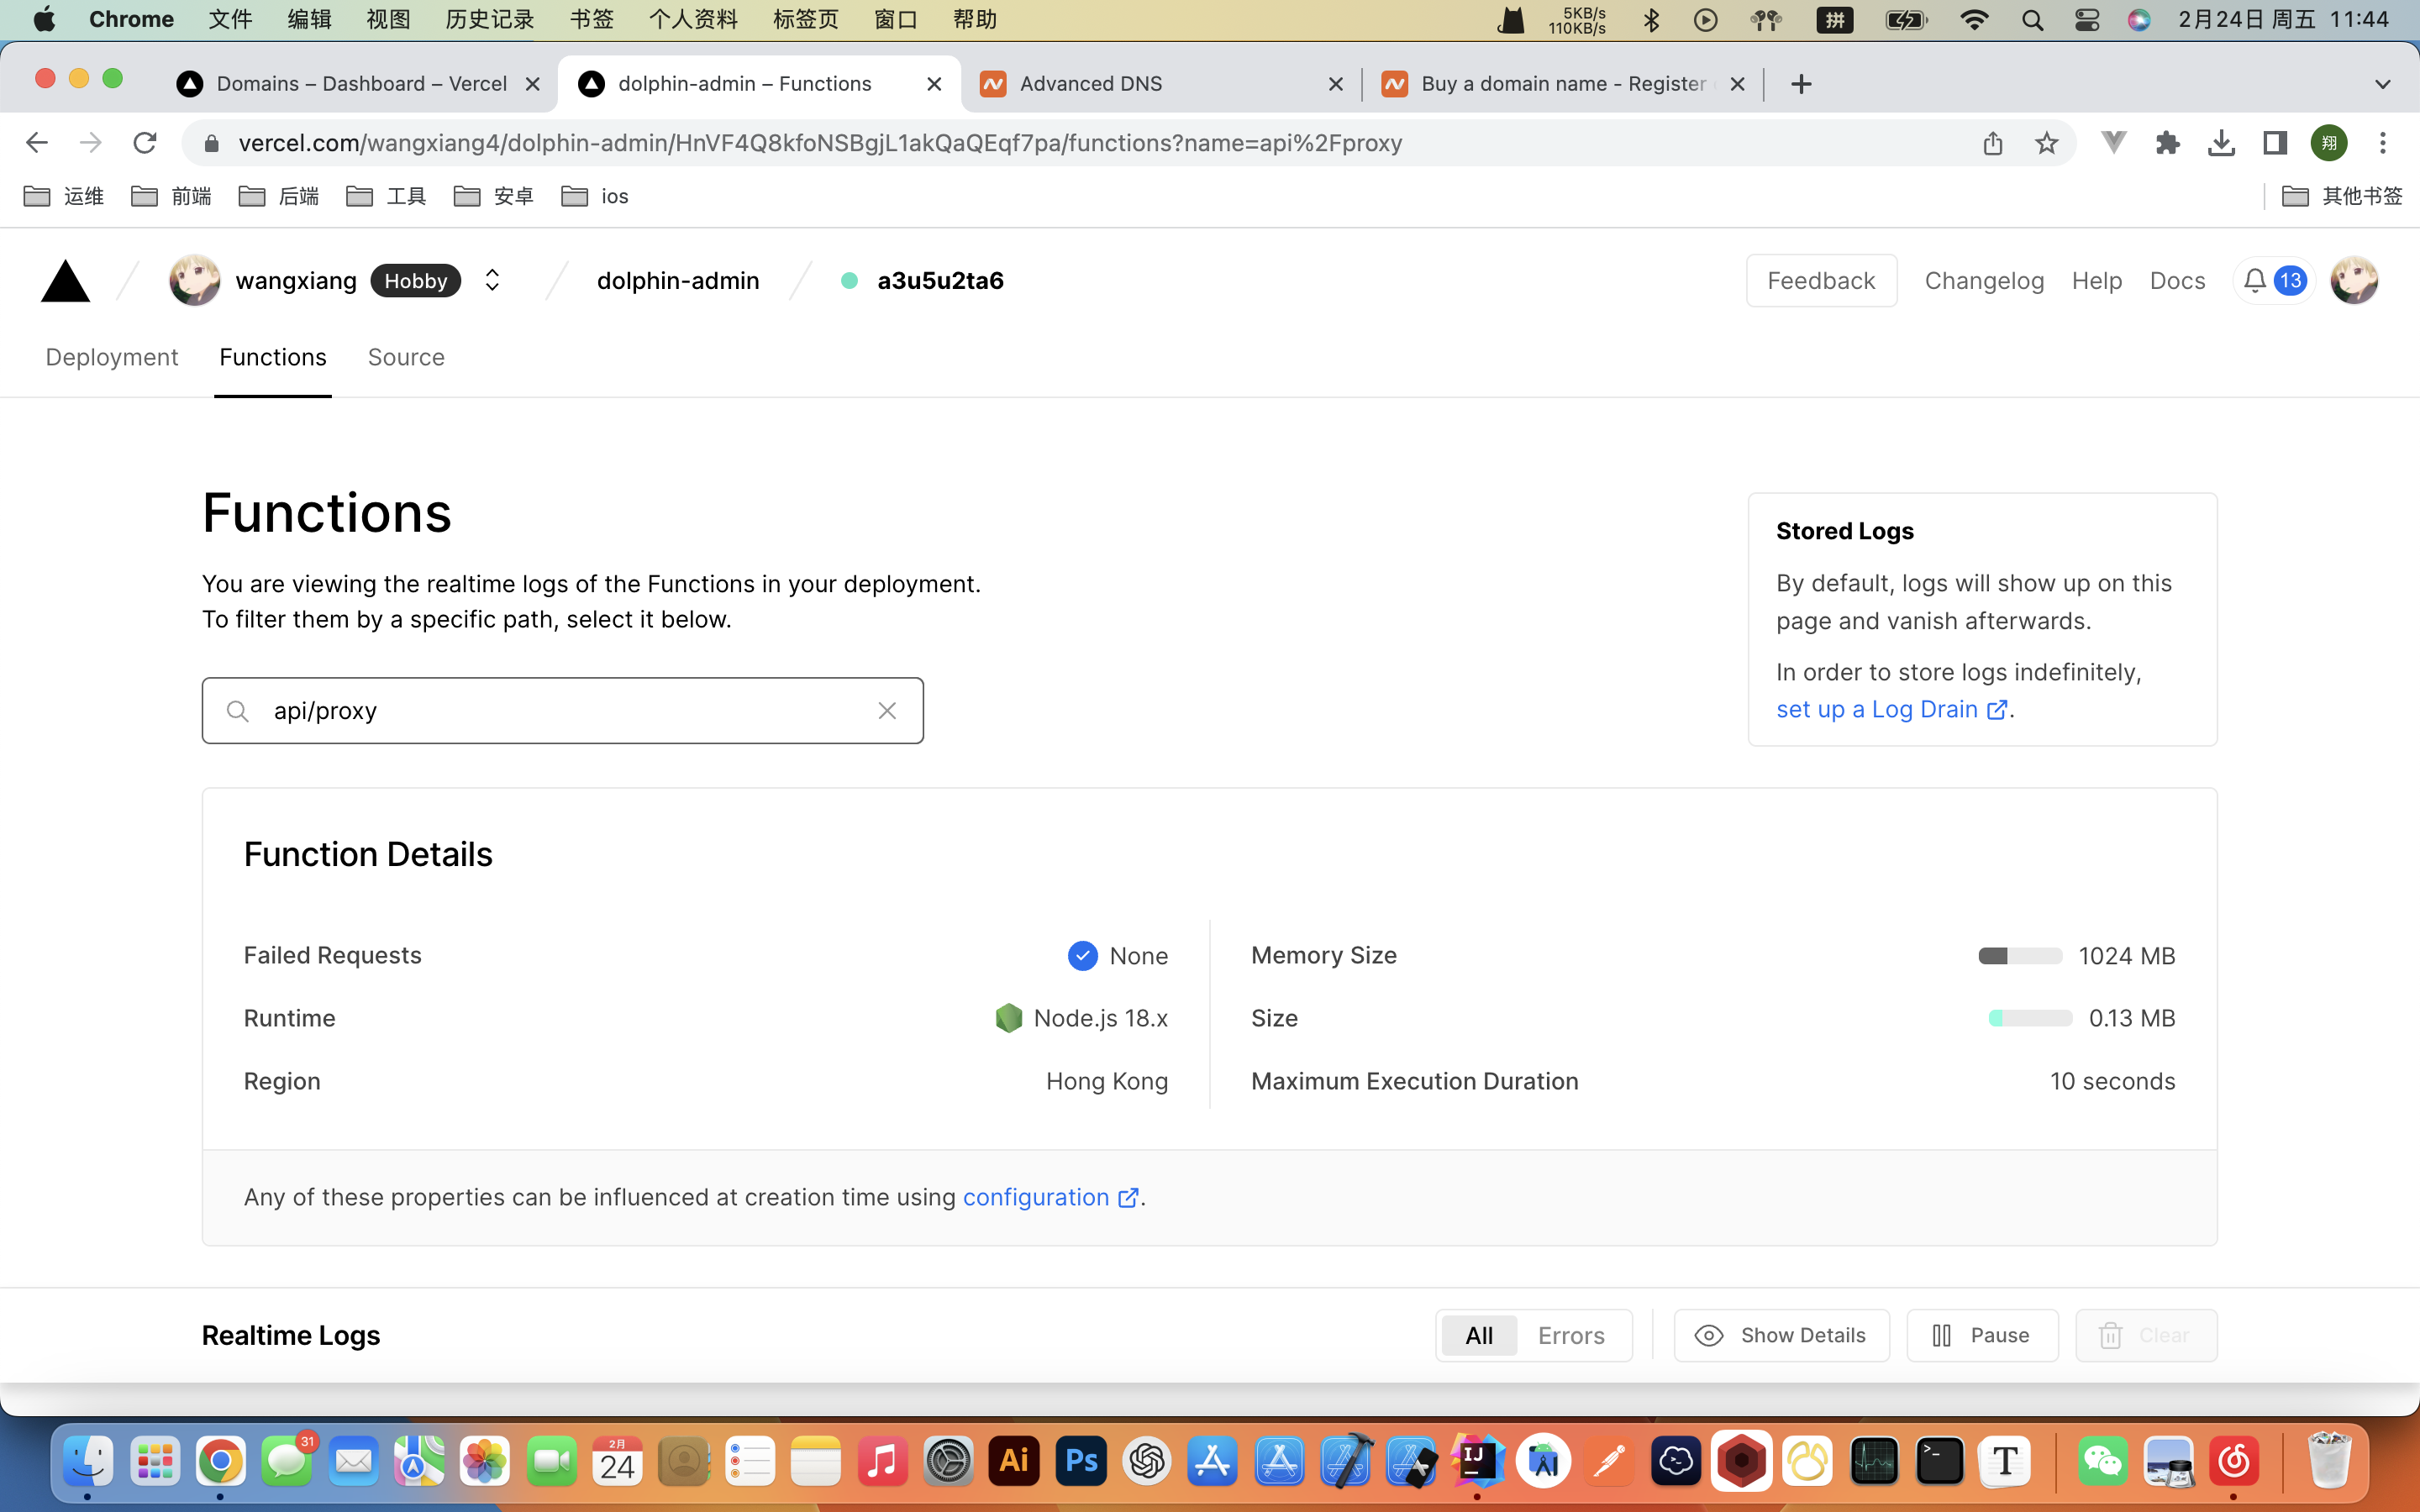 Chrome 文件 编辑 视图 历史记录 书签 个人资料 标签页 窗口 帮助 5KB/s 110KB/s 拼 2月24日 周五 11:44
Domains – Dashboard – Vercel dolphin-admin – Functions Advanced DNS Buy a domain name - Register
vercel.com/wangxiang4/dolphin-admin/HnVF4Q8kfoNSBgjL1akQaQEqf7pa/functions?name=api%2Fproxy 翔
运维 前端 后端 工具 安卓 ios 其他书签
wangxiang Hobby dolphin-admin a3u5u2ta6 Feedback Changelog Help Docs 13
Deployment Functions Source
Functions
You are viewing the realtime logs of the Functions in your deployment.
To filter them by a specific path, select it below.
api/proxy
Stored Logs
By default, logs will show up on this
page and vanish afterwards.
In order to store logs indefinitely,
set up a Log Drain .
Function Details
Failed Requests None
Runtime Node.js 18.x
Region Hong Kong
Memory Size 1024 MB
Size 0.13 MB
Maximum Execution Duration 10 seconds
Any of these properties can be influenced at creation time using configuration .
Realtime Logs All Errors Show Details Pause Clear
31 2月 24 Ai Ps IJ T